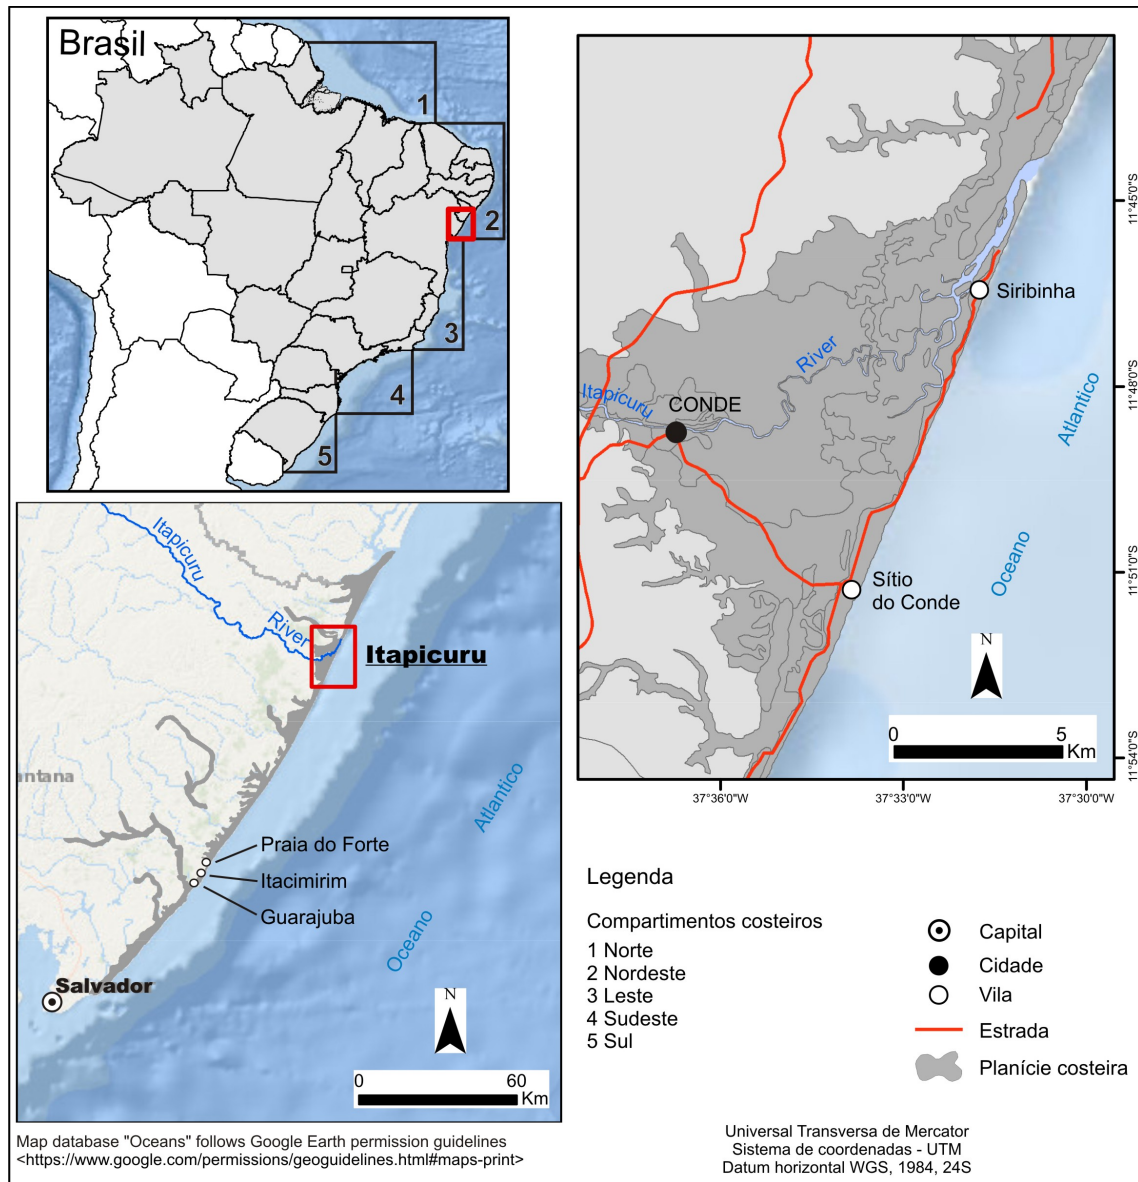 Brasil
1
2
3
4
5
Itapicuru
River
Itapicuru
Atlantico
Oceano
Praia do Forte
Itacimirim
Guarajuba
antana
Salvador
N
0 60
Km
Map database "Oceans" follows Google Earth permission guidelines
<https://www.google.com/permissions/geoguidelines.html#maps-print>
Siribinha
River
Itapicuru
CONDE
Atlantico
Oceano
Sítio
do Conde
N
0 5
Km
11°45'0"S
11°48'0"S
11°51'0"S
11°54'0"S
37°36'0"W
37°33'0"W
37°30'0"W
Legenda
Compartimentos costeiros
1 Norte
2 Nordeste
3 Leste
4 Sudeste
5 Sul
Capital
Cidade
Vila
Estrada
Planície costeira
Universal Transversa de Mercator
Sistema de coordenadas - UTM
Datum horizontal WGS, 1984, 24S